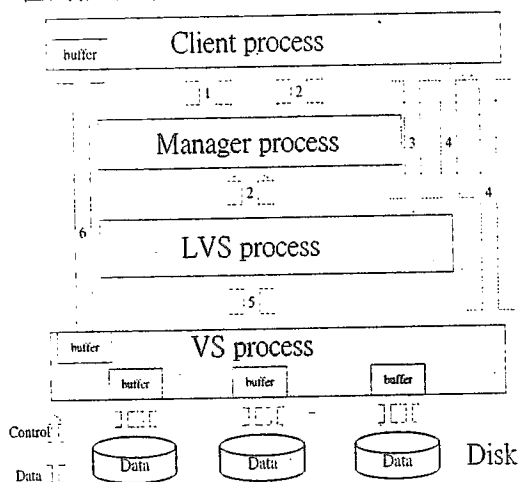 Client process
buffer
1
2
Manager process
3
4
2
4
6
LVS process
5
VS process
buffer
buffer
buffer
buffer
Control
Data
Data
Data
Data
Disk